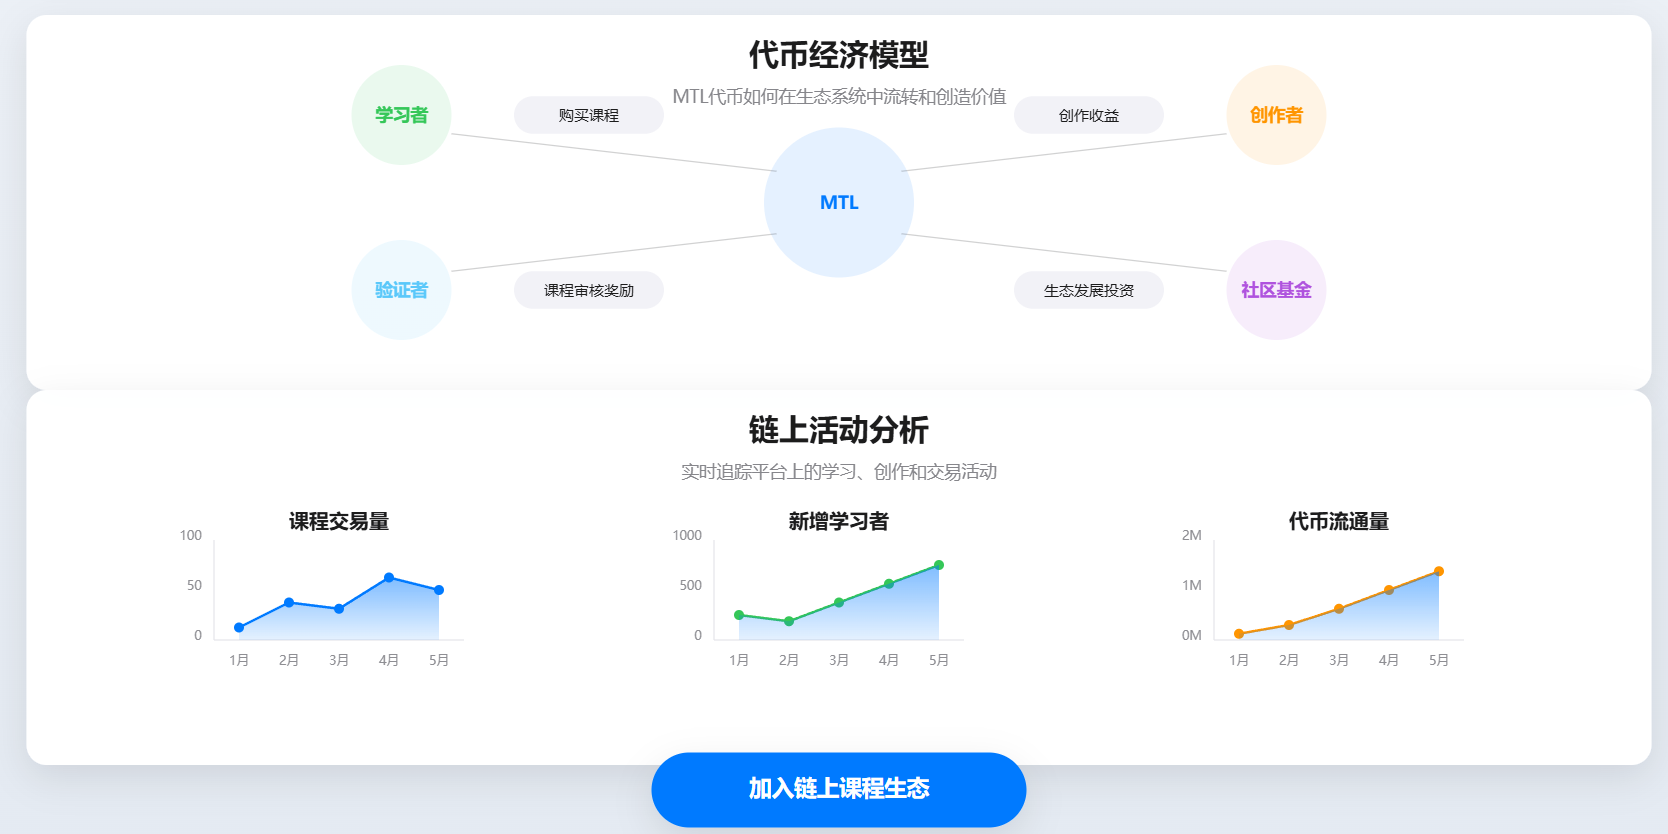 代币经济模型
MTL代币如何在生态系统中流转和创造价值
学习者
购买课程
创作收益
创作者
MTL
验证者
课程审核奖励
生态发展投资
社区基金
链上活动分析
实时追踪平台上的学习、创作和交易活动
课程交易量
100
50
0
1月 2月 3月 4月 5月
新增学习者
1000
500
0
1月 2月 3月 4月 5月
代币流通量
2M
1M
0M
1月 2月 3月 4月 5月
加入链上课程生态